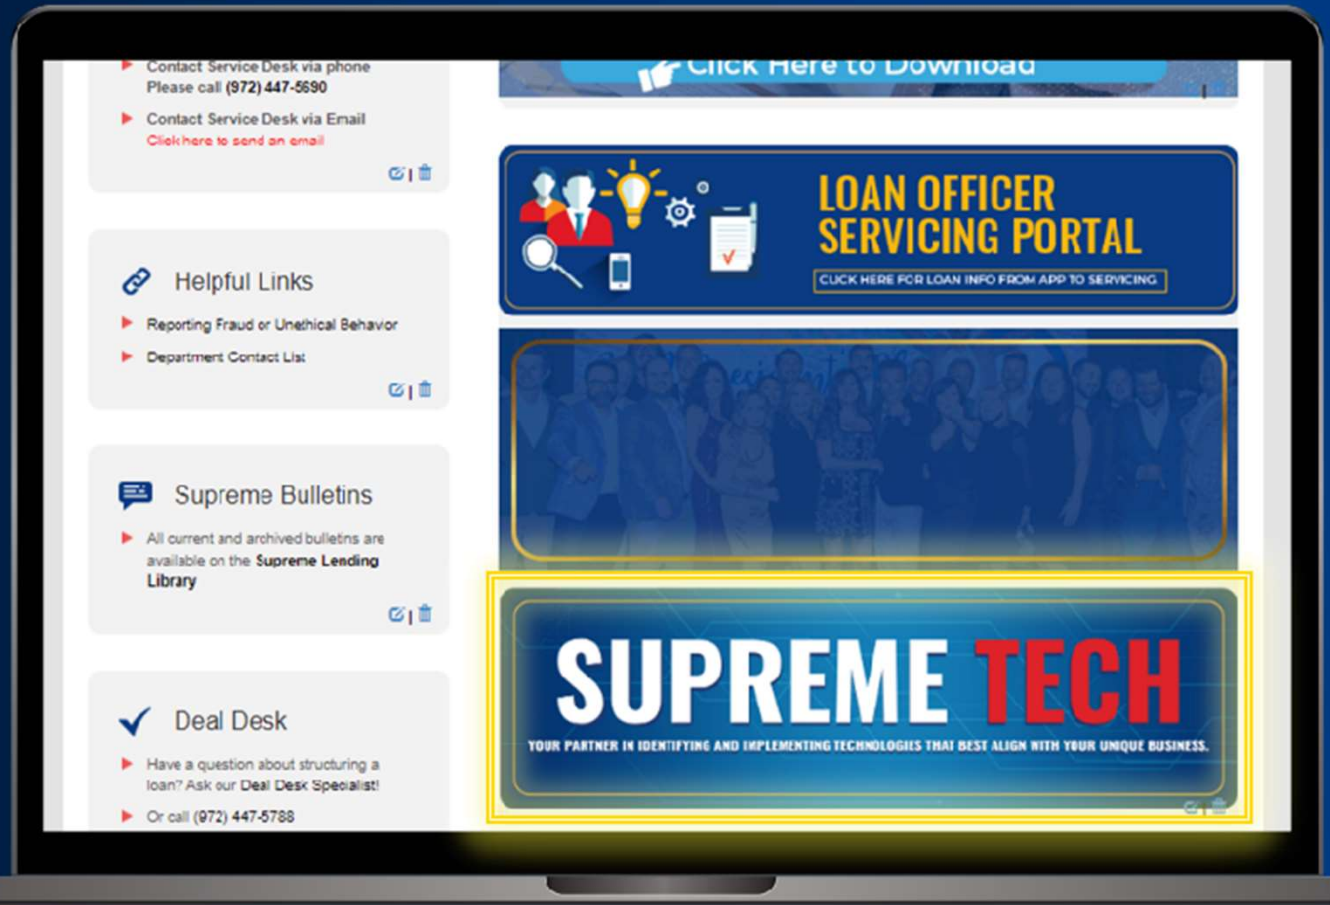 Contact Service Desk via phone
Please call (972) 447-5690
Contact Service Desk via Email
Click here to send an email
Helpful Links
Reporting Fraud or Unethical Behavior
Department Contact List
Supreme Bulletins
All current and archived bulletins are
available on the Supreme Lending
Library
Deal Desk
Have a question about structuring a
loan? Ask our Deal Desk Specialist!
Or call (972) 447-5788
Click Here to Download
LOAN OFFICER
SERVICING PORTAL
CLICK HERE FOR LOAN INFO FROM APP TO SERVICING
SUPREME TECH
YOUR PARTNER IN IDENTIFYING AND IMPLEMENTING TECHNOLOGIES THAT BEST ALIGN WITH YOUR UNIQUE BUSINESS.